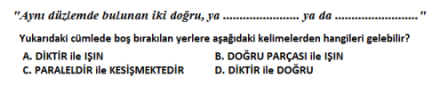 "Aynı düzlemde bulunan iki doğru, ya ........................ ya da .........................."
Yukarıdaki cümlede boş bırakılan yerlere aşağıdaki kelimelerden hangileri gelebilir?
A. DİKTİR ile IŞIN B. DOĞRU PARÇASI ile IŞIN
C. PARALELDİR ile KESİŞMEKTEDİR D. DİKTİR ile DOĞRU